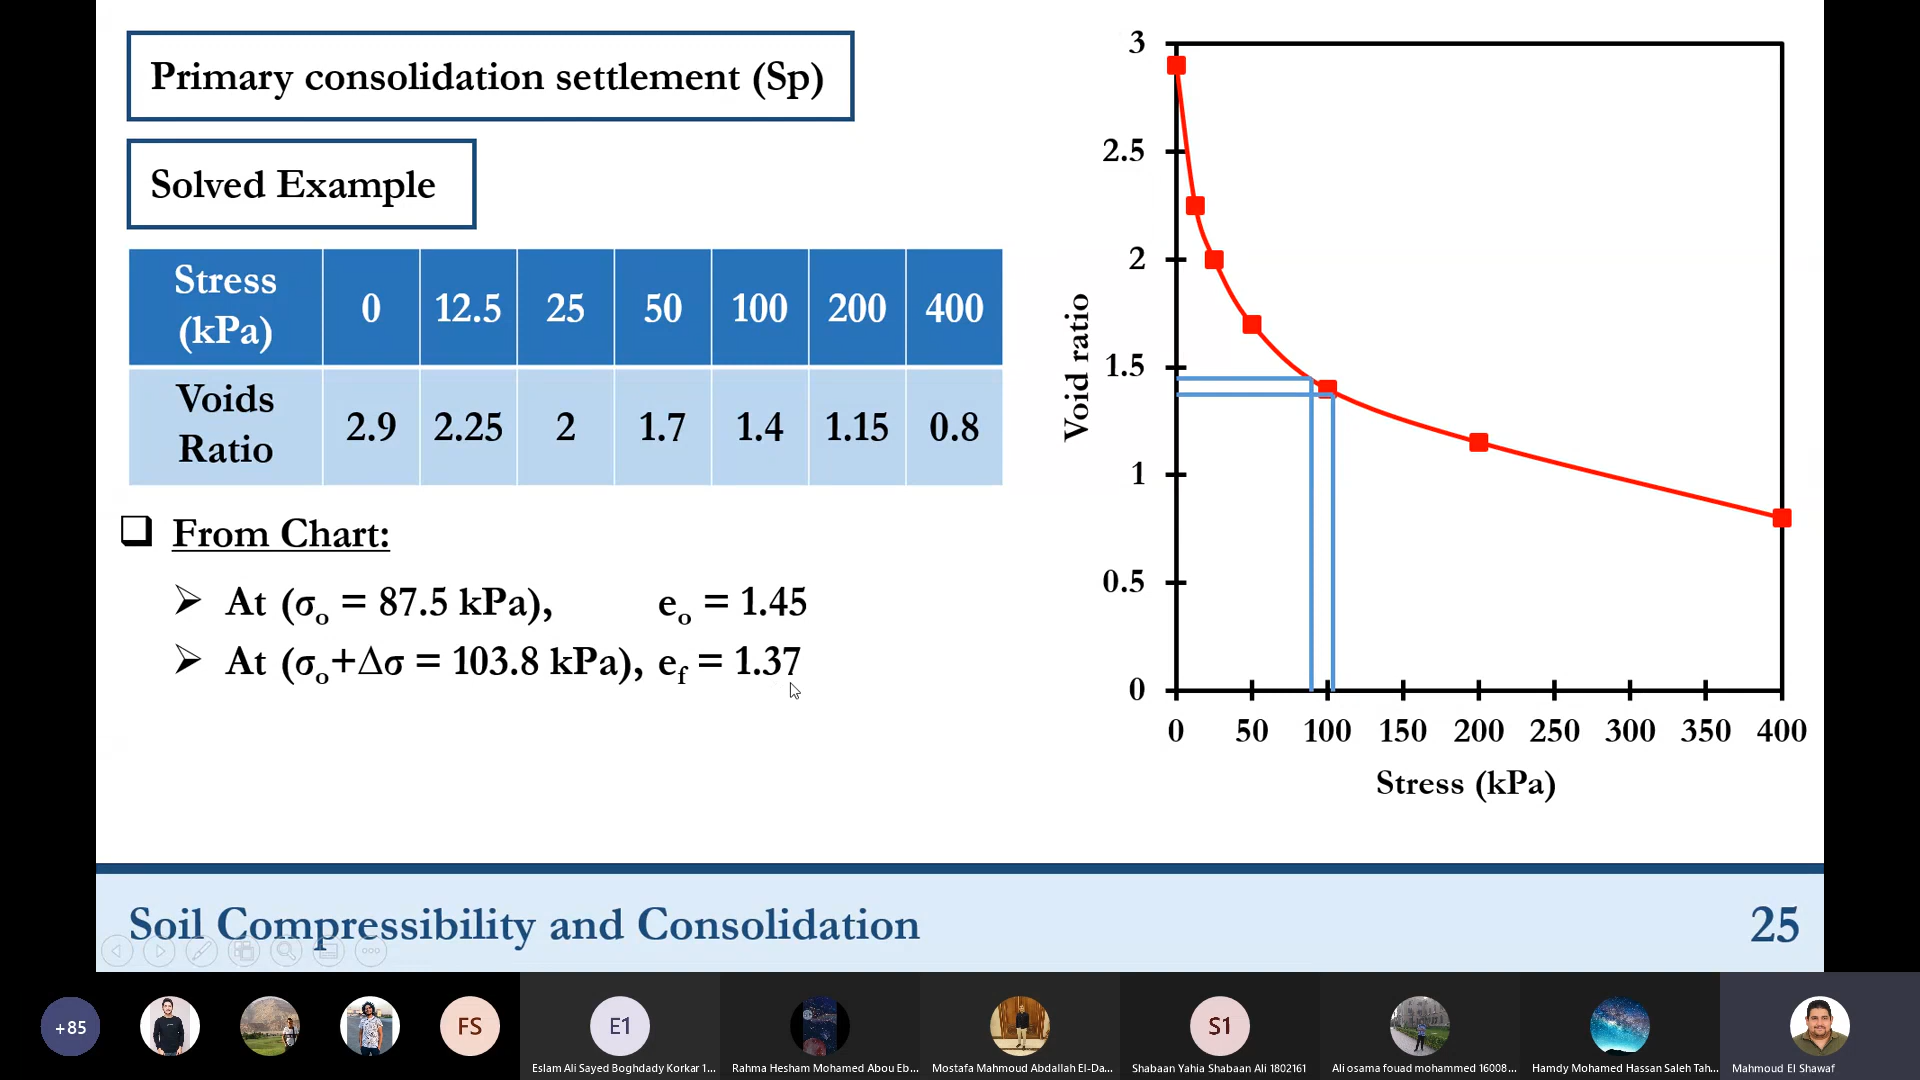 Primary consolidation settlement (Sp)
Solved Example
Stress (kPa) 0 12.5 25 50 100 200 400
Voids Ratio 2.9 2.25 2 1.7 1.4 1.15 0.8
❑ From Chart:
➢ At (σo = 87.5 kPa), eo = 1.45
➢ At (σo+Δσ = 103.8 kPa), ef = 1.37
3
2.5
2
1.5
1
0.5
0
Void ratio
0 50 100 150 200 250 300 350 400
Stress (kPa)
Soil Compressibility and Consolidation
25
+85
FS
E1
S1
Eslam Ali Sayed Boghdady Korkar 1...
Rahma Hesham Mohamed Abou Eb...
Mostafa Mahmoud Abdallah El-Da...
Shabaan Yahia Shabaan Ali 1802161
Ali osama fouad mohammed 16008...
Hamdy Mohamed Hassan Saleh Tah...
Mahmoud El Shawaf